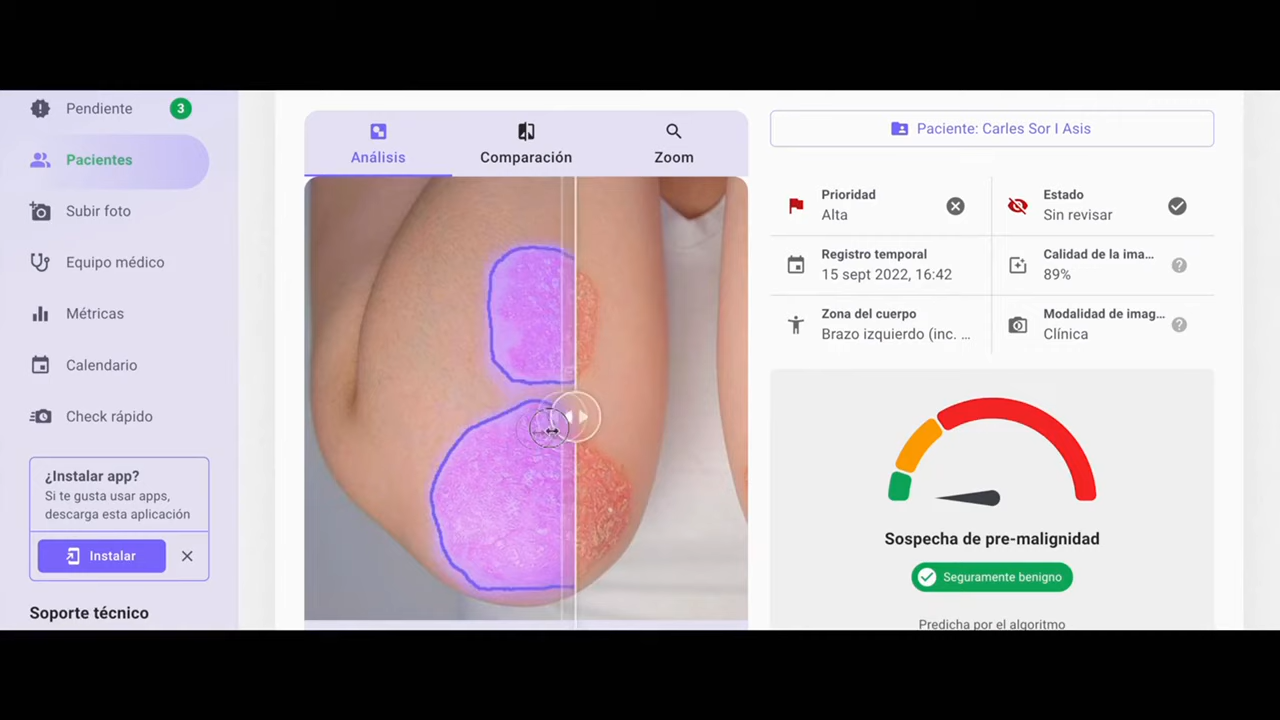 Pendiente
3
Pacientes
Subir foto
Equipo médico
Métricas
Calendario
Check rápido
¿Instalar app?
Si te gusta usar apps,
descarga esta aplicación
Instalar
Soporte técnico
Análisis
Comparación
Zoom
Paciente: Carles Sor I Asis
Prioridad
Alta
Estado
Sin revisar
Registro temporal
15 sept 2022, 16:42
Calidad de la ima...
89%
Zona del cuerpo
Brazo izquierdo (inc. ...
Modalidad de imag...
Clínica
Sospecha de pre-malignidad
Seguramente benigno
Predicha por el algoritmo